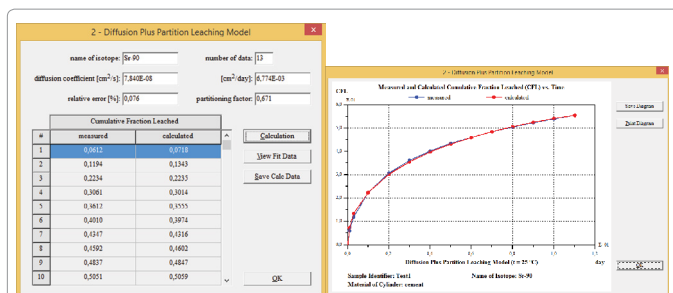 2 - Diffusion Plus Partition Leaching Model
name of isotope: Sr-90 number of data: 13
diffusion coefficient [cm²/s]: 7,840E-08 [cm²/day]: 6,774E-03
relative error [%]: 0,076 partitioning factor: 0,671
Cumulative Fraction Leached
# measured calculated
1 0,0612 0,0718
2 0,1194 0,1343
3 0,2234 0,2235
4 0,3061 0,3014
5 0,3612 0,3555
6 0,4010 0,3974
7 0,4347 0,4316
8 0,4592 0,4602
9 0,4837 0,4847
10 0,5051 0,5059
Calculation
View Fit Data
Save Calc Data
OK
2 - Diffusion Plus Partition Leaching Model
Measured and Calculated Cumulative Fraction Leached (CFL) vs. Time
CFL
measured calculated
Save Diagram
Print Diagram
day
Diffusion Plus Partition Leaching Model (t = 25 °C)
Sample Identifier: Test1 Name of Isotope: Sr-90
Material of Cylinder: cement